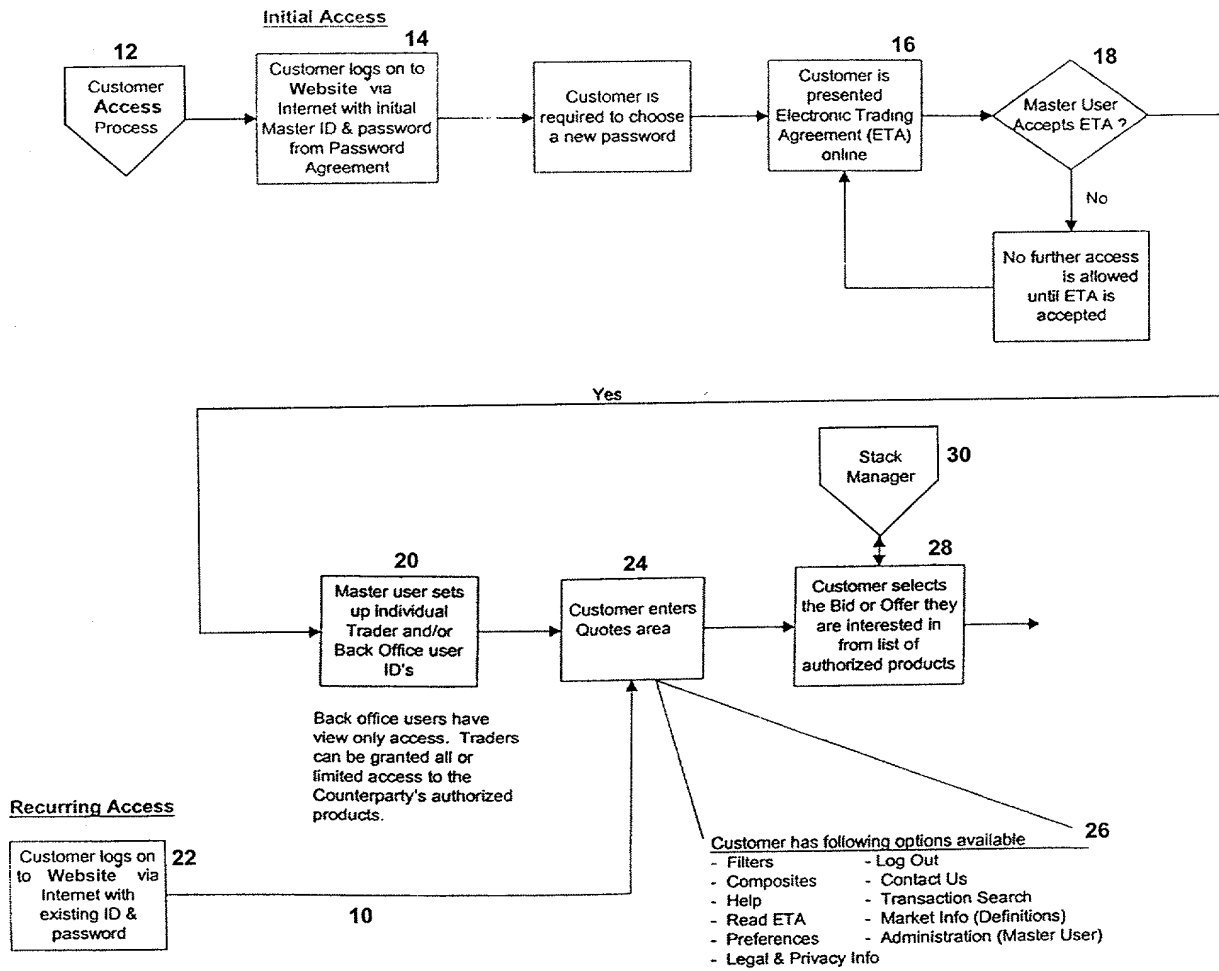 Initial Access
12
Customer
Access
Process
14
Customer logs on
to Website via
Internet with initial
Master ID & password
from Password
Agreement
Customer is
required to choose
a new password
16
Customer is
presented
Electronic Trading
Agreement (ETA)
online
18
Master User
Accepts ETA ?
No
No further access
is allowed
until ETA is
accepted
Yes
Stack
Manager
30
20
Master user sets
up individual
Trader and/or
Back Office user
ID's
24
Customer enters
Quotes area
28
Customer selects
the Bid or Offer they
are interested in
from list of
authorized products
Back office users have
view only access. Traders
can be granted all or
limited access to the
Counterparty's authorized
products.
Recurring Access
Customer logs on
to Website via
Internet with
existing ID &
password
22
10
26
Customer has following options available
- Filters
- Composites
- Help
- Read ETA
- Preferences
- Legal & Privacy Info
- Log Out
- Contact Us
- Transaction Search
- Market Info (Definitions)
- Administration (Master User)